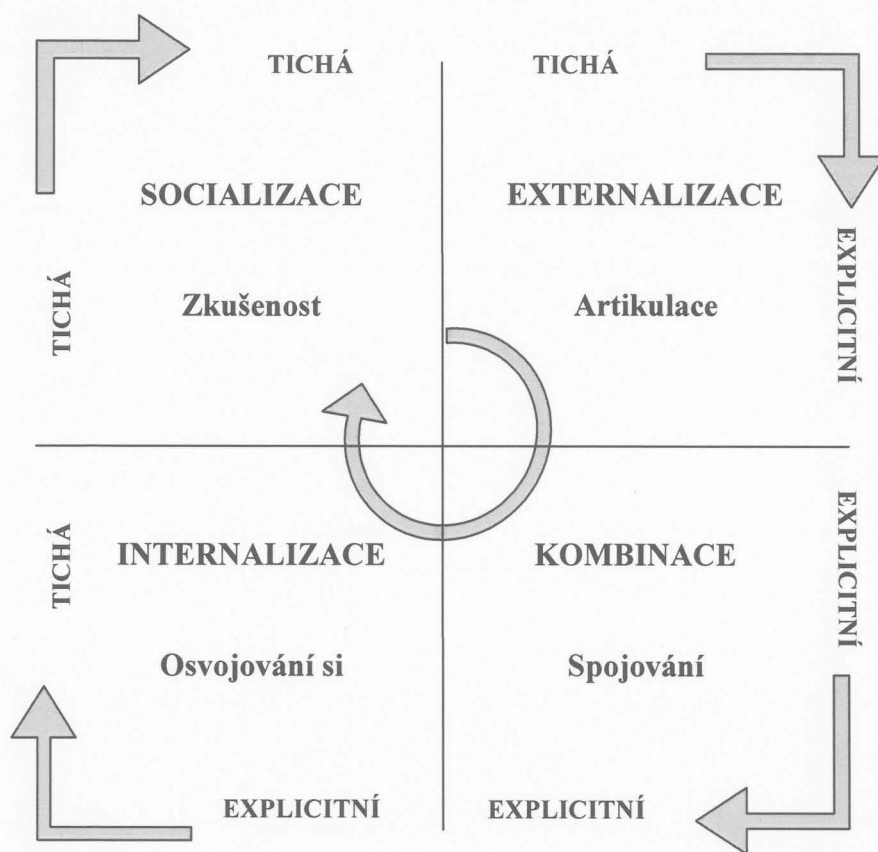 TICHÁ
TICHÁ
SOCIALIZACE
EXTERNALIZACE
TICHÁ
EXPLICITNÍ
Zkušenost
Artikulace
TICHÁ
EXPLICITNÍ
INTERNALIZACE
KOMBINACE
Osvojování si
Spojování
EXPLICITNÍ
EXPLICITNÍ